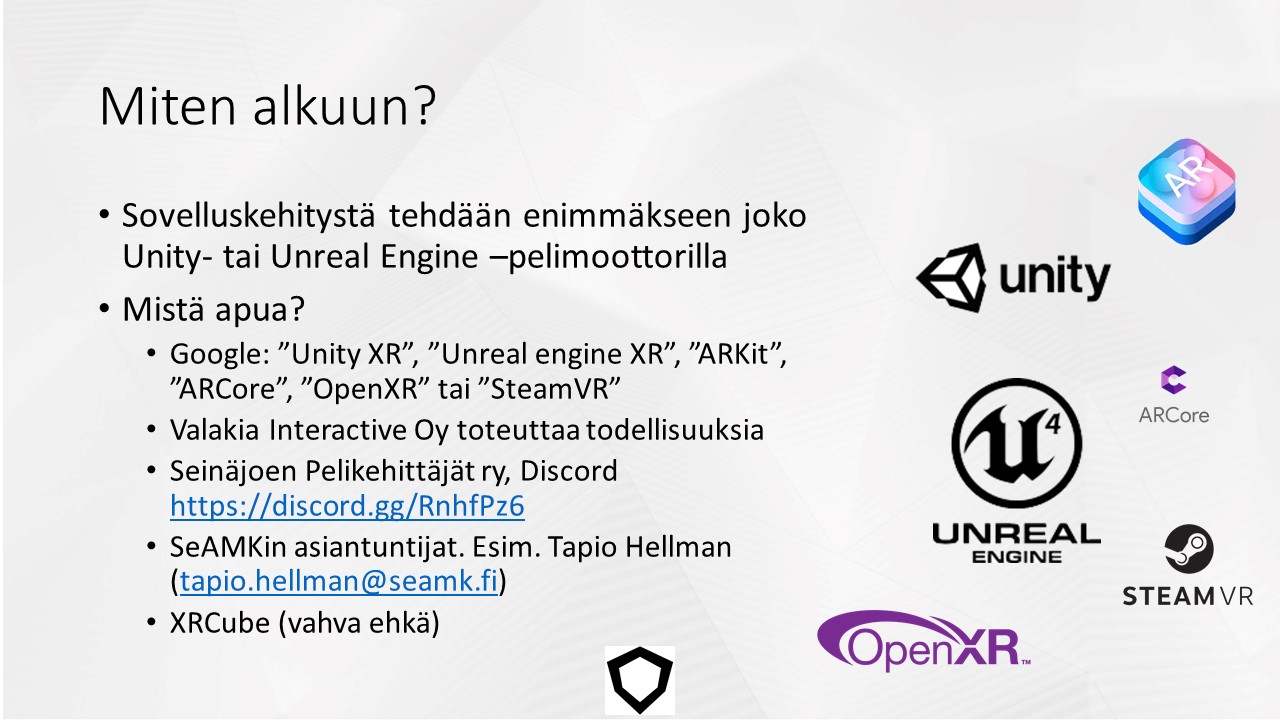 Miten alkuun?
• Sovelluskehitystä tehdään enimmäkseen joko
Unity- tai Unreal Engine –pelimoottorilla
• Mistä apua?
• Google: ”Unity XR”, ”Unreal engine XR”, ”ARKit”,
”ARCore”, ”OpenXR” tai ”SteamVR”
• Valakia Interactive Oy toteuttaa todellisuuksia
• Seinäjoen Pelikehittäjät ry, Discord
https://discord.gg/RnhfPz6
• SeAMKin asiantuntijat. Esim. Tapio Hellman
(tapio.hellman@seamk.fi)
• XRCube (vahva ehkä)
AR
unity
ARCore
4
UNREAL
ENGINE
STEAM VR
OpenXR™